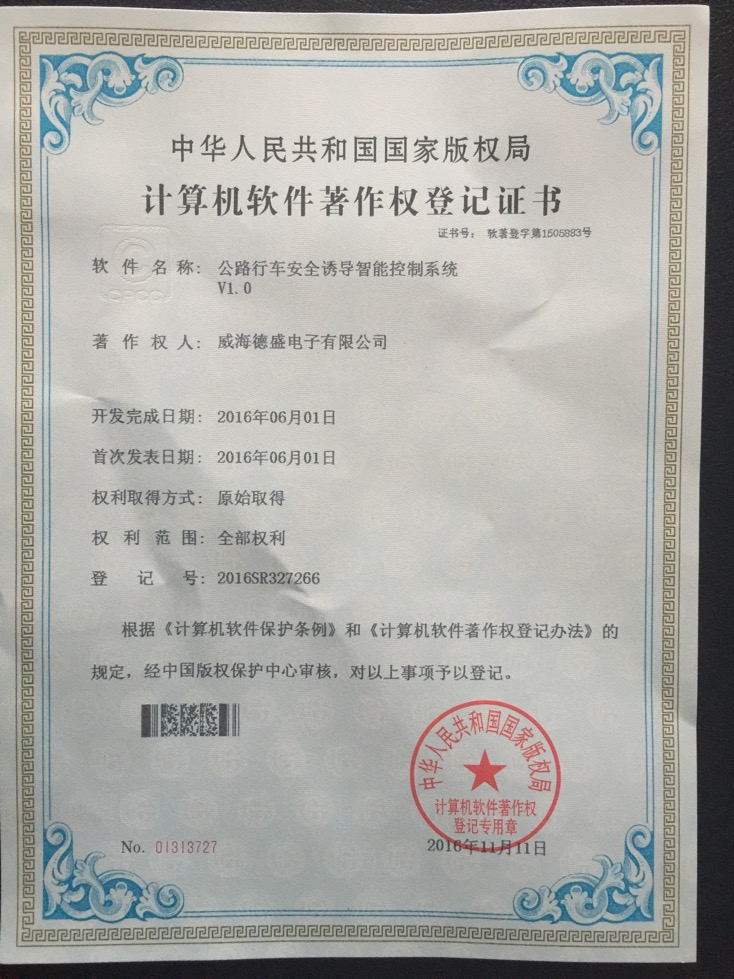 中华人民共和国国家版权局
计算机软件著作权登记证书
证书号： 软著登字第1505883号
软件名称： 公路行车安全诱导智能控制系统
V1.0
著作权人： 威海德盛电子有限公司
开发完成日期： 2016年06月01日
首次发表日期： 2016年06月01日
权利取得方式： 原始取得
权利范围： 全部权利
登记号： 2016SR327266
根据《计算机软件保护条例》和《计算机软件著作权登记办法》的
规定，经中国版权保护中心审核，对以上事项予以登记。
中华人民共和国国家版权局
计算机软件著作权
登记专用章
No. 01313727
2016年11月11日
CPCC